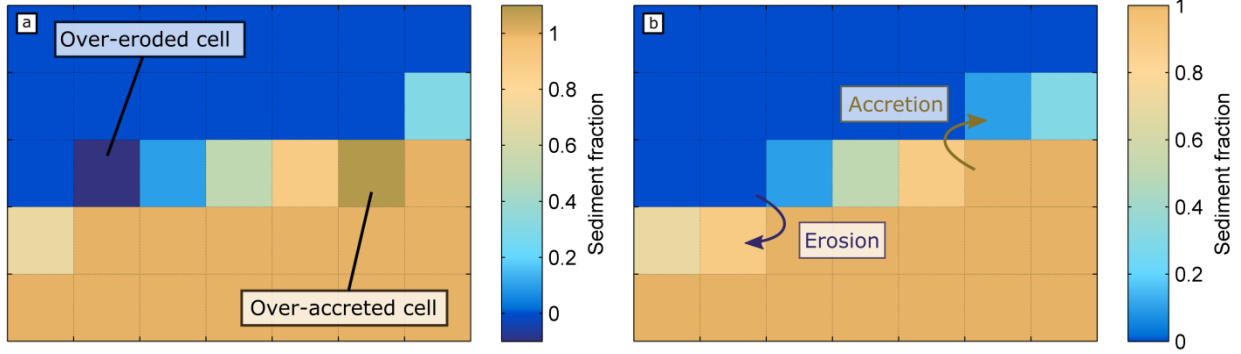 a
Over-eroded cell
Over-accreted cell
1
0.8
0.6
0.4
0.2
0
Sediment fraction
b
Accretion
Erosion
1
0.8
0.6
0.4
0.2
0
Sediment fraction